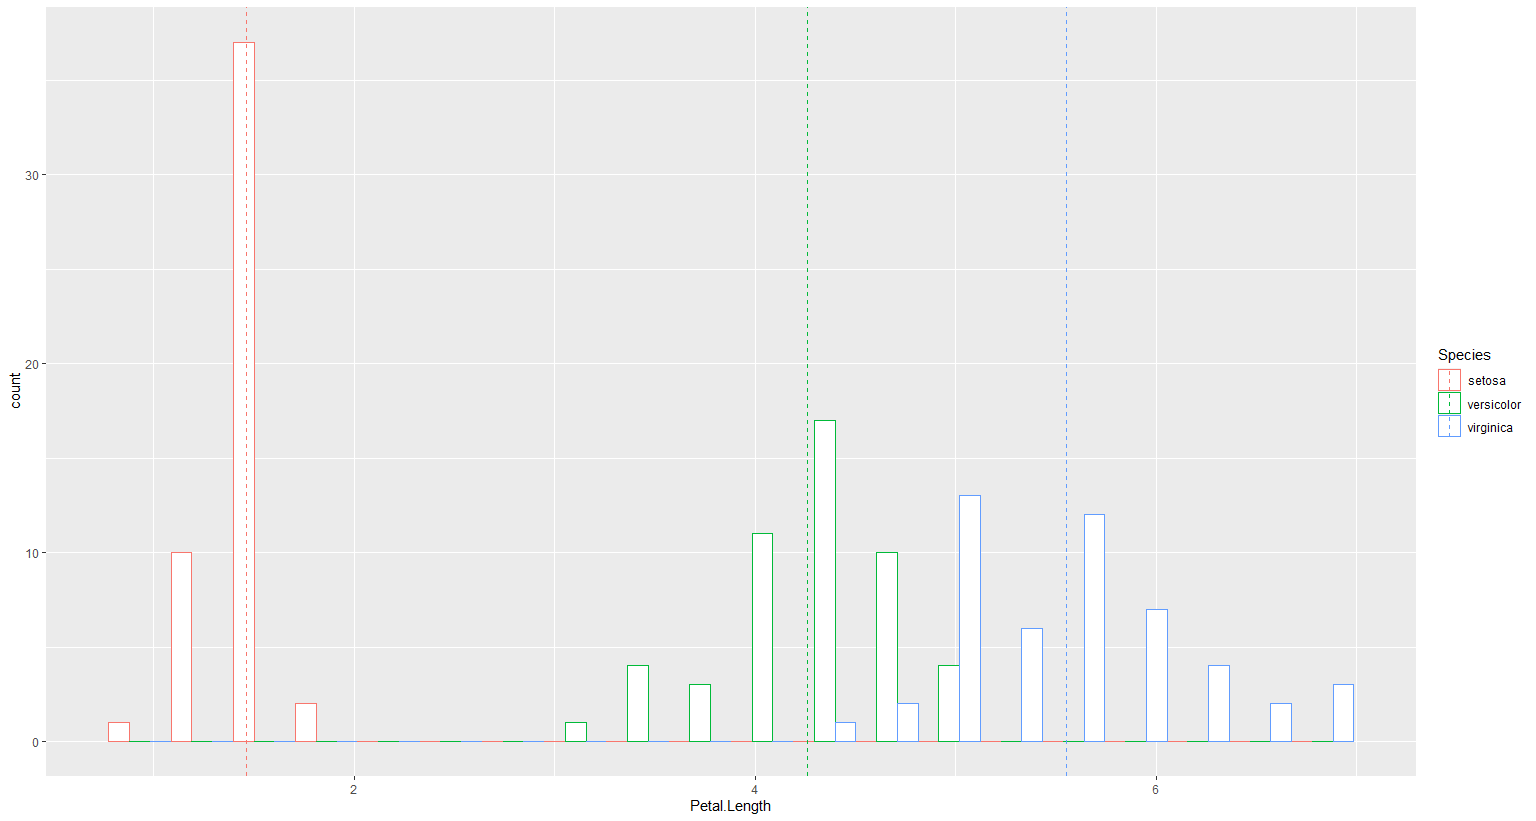 30
20
10
0
count
2
4
6
Petal.Length
Species
setosa
versicolor
virginica